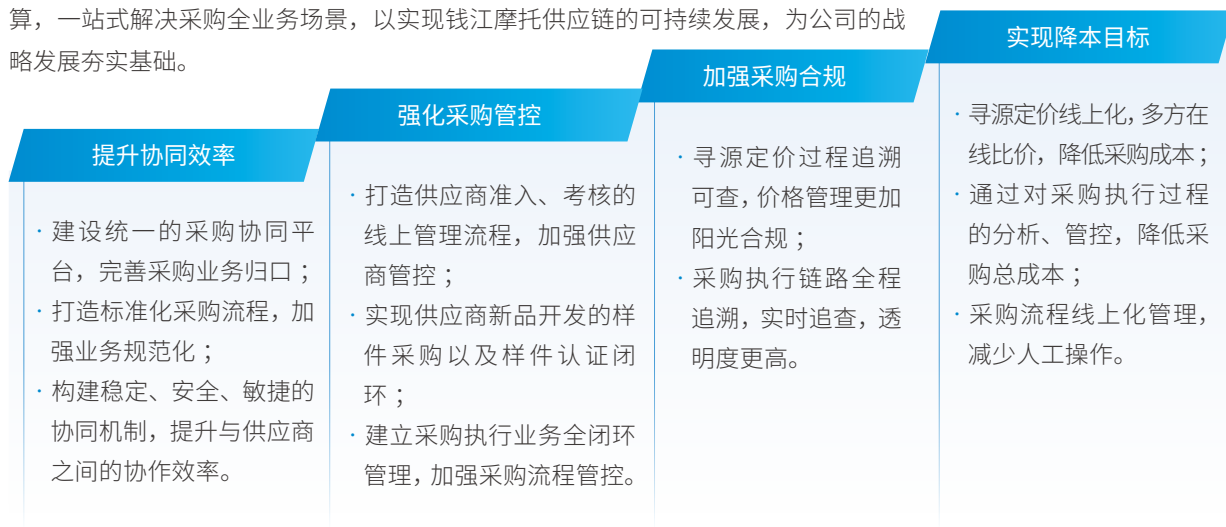 算，一站式解决采购全业务场景，以实现钱江摩托供应链的可持续发展，为公司的战
略发展夯实基础。
提升协同效率
· 建设统一的采购协同平
台，完善采购业务归口；
· 打造标准化采购流程，加
强业务规范化；
· 构建稳定、安全、敏捷的
协同机制，提升与供应商
之间的协作效率。
强化采购管控
· 打造供应商准入、考核的
线上管理流程，加强供应
商管控；
· 实现供应商新品开发的样
件采购以及样件认证闭
环；
· 建立采购执行业务全闭环
管理，加强采购流程管控。
加强采购合规
· 寻源定价过程追溯
可查，价格管理更加
阳光合规；
· 采购执行链路全程
追溯，实时追查，透
明度更高。
实现降本目标
· 寻源定价线上化，多方在
线比价，降低采购成本；
· 通过对采购执行过程
的分析、管控，降低采
购总成本；
· 采购流程线上化管理，
减少人工操作。